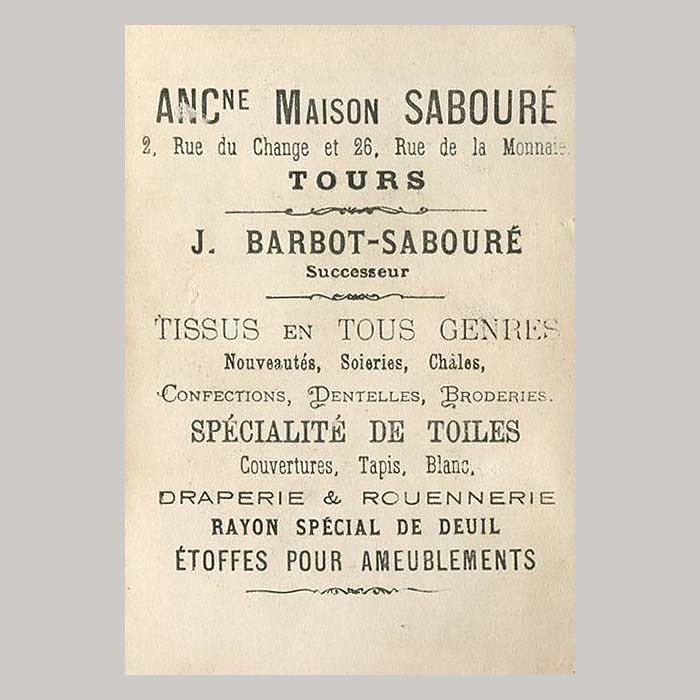 ANCNE MAISON SABOURÉ
2, Rue du Change et 26, Rue de la Monnaie.
TOURS
J. BARBOT-SABOURÉ
Successeur
TISSUS EN TOUS GENRES
Nouveautés, Soieries, Châles,
CONFECTIONS, DENTELLES, BRODERIES.
SPÉCIALITÉ DE TOILES
Couvertures, Tapis, Blanc,
DRAPERIE & ROUENNERIE
RAYON SPÉCIAL DE DEUIL
ÉTOFFES POUR AMEUBLEMENTS